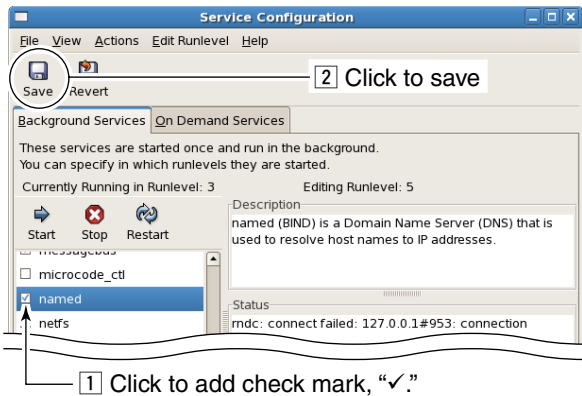 Service Configuration
File View Actions Edit Runlevel Help
Save Revert
2 Click to save
Background Services On Demand Services
These services are started once and run in the background.
You can specify in which runlevels they are started.
Currently Running in Runlevel: 3 Editing Runlevel: 5
Start Stop Restart
Description
named (BIND) is a Domain Name Server (DNS) that is
used to resolve host names to IP addresses.
messagebus
microcode_ctl
named
netfs
Status
rndc: connect failed: 127.0.0.1#953: connection
1 Click to add check mark, “✓.”